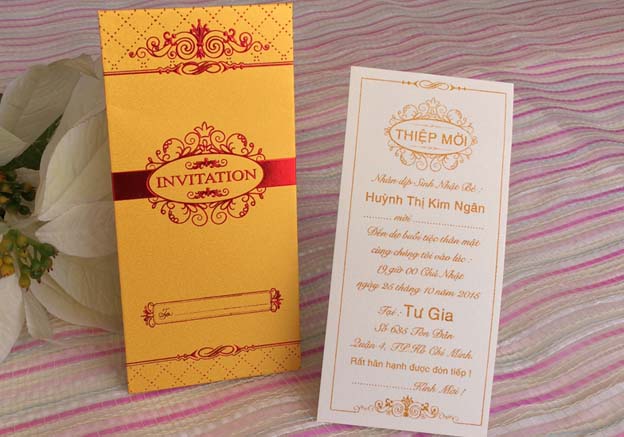 INVITATION
THIỆP MỜI
Nhân dịp Sinh Nhật Bé :
Huỳnh Thị Kim Ngân
mời
Đến dự buổi tiệc thân mật
cùng chúng tôi vào lúc :
19 giờ 00 Chủ Nhật
ngày 25 tháng 10 năm 2015
Tại : Tư Gia
Số 635 Tôn Đản
Quận 4, TP. Hồ Chí Minh
Rất hân hạnh được đón tiếp !
Kính Mời !